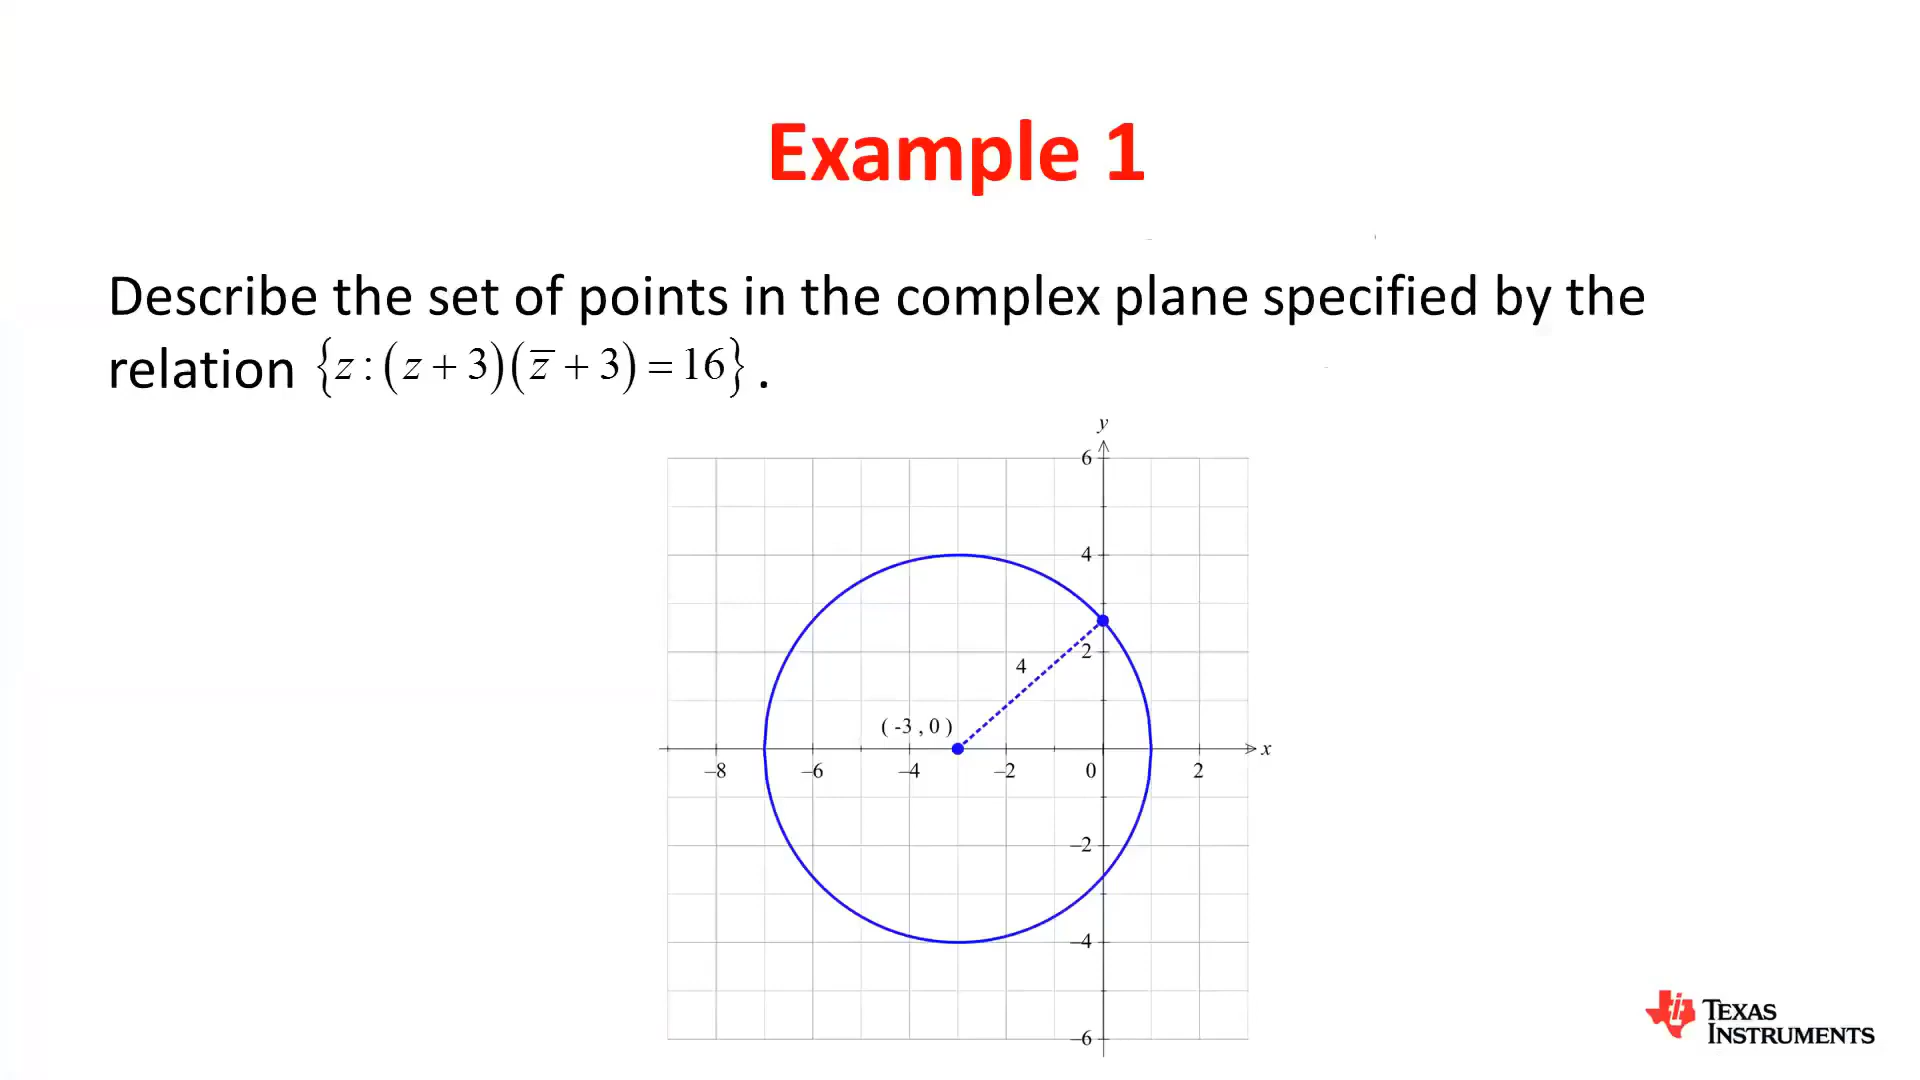 Example 1
Describe the set of points in the complex plane specified by the
relation {z : (z + 3)(z̅ + 3) = 16} .
y
6
4
2
4
( -3 , 0 )
x
–8 –6 –4 –2 0 2
–2
–4
–6
TEXAS
INSTRUMENTS